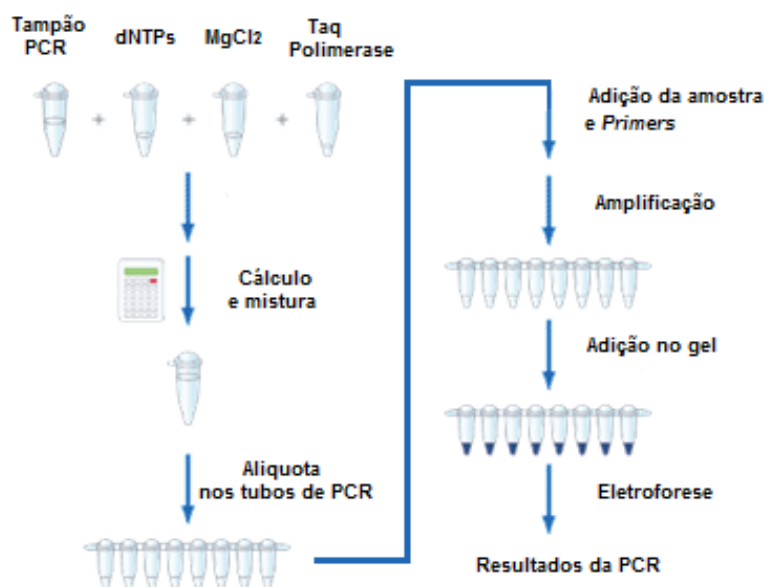 Tampão
PCR
dNTPs
MgCl2
Taq
Polimerase
+
+
+
Cálculo
e mistura
Aliquota
nos tubos de PCR
Adição da amostra
e Primers
Amplificação
Adição no gel
Eletroforese
Resultados da PCR